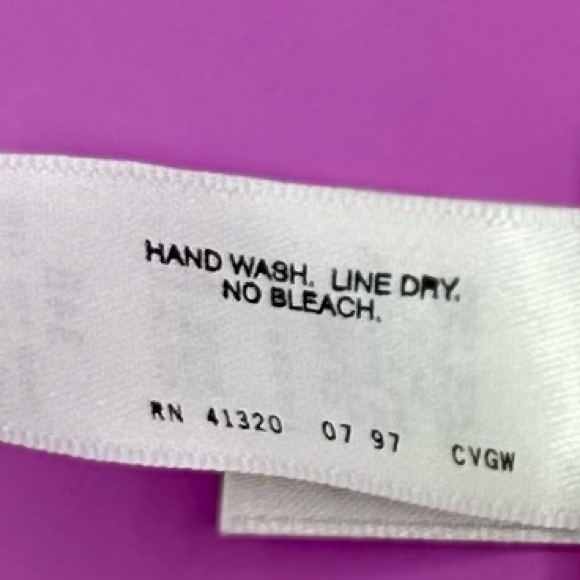 HAND WASH. LINE DRY.
NO BLEACH.
RN 41320 07 97 CVGW